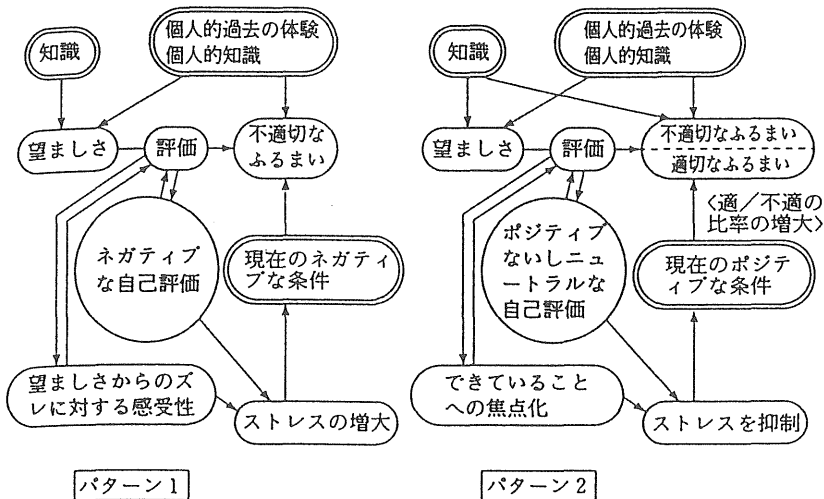 知識
個人的過去の体験
個人的知識
望ましさ
評価
不適切な
ふるまい
ネガティブ
な自己評価
現在のネガティ
ブな条件
望ましさからのズ
レに対する感受性
ストレスの増大
パターン1
知識
個人的過去の体験
個人的知識
望ましさ
評価
不適切なふるまい
適切なふるまい
〈適／不適の
比率の増大〉
ポジティブ
ないしニュ
ートラルな
自己評価
現在のポジテ
ィブな条件
できていること
への焦点化
ストレスを抑制
パターン2